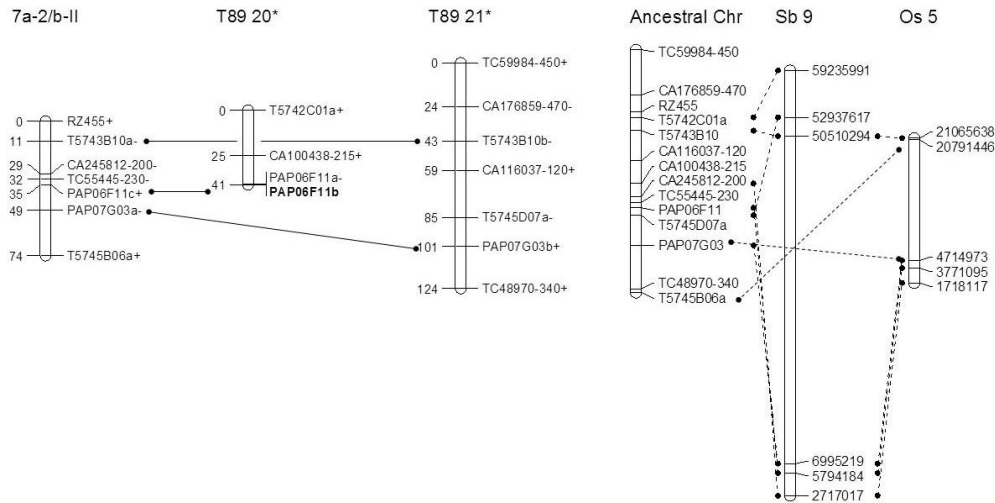 7a-2/b-II
T89 20*
T89 21*
Ancestral Chr
Sb 9
Os 5
0 RZ455+
11 T5743B10a-
29 CA245812-200-
32 TC55445-230-
35 PAP06F11c+
49 PAP07G03a-
74 T5745B06a+
0 T5742C01a+
25 CA100438-215+
PAP06F11a-
41 PAP06F11b
0 TC59984-450+
24 CA176859-470-
43 T5743B10b-
59 CA116037-120+
85 T5745D07a-
101 PAP07G03b+
124 TC48970-340+
TC59984-450
CA176859-470
RZ455
T5742C01a
T5743B10
CA116037-120
CA100438-215
CA245812-200
TC55445-230
PAP06F11
T5745D07a
PAP07G03
TC48970-340
T5745B06a
59235991
52937617
50510294
6995219
5794184
2717017
21065638
20791446
4714973
3771095
1718117